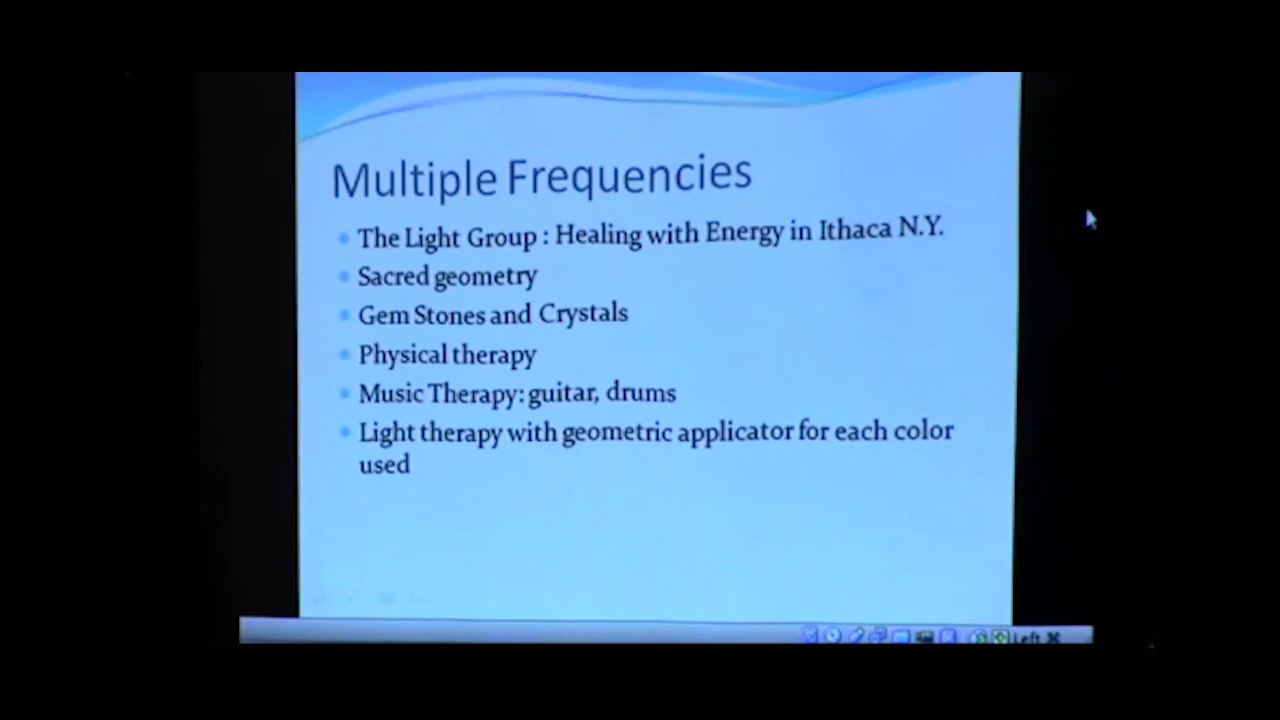 Multiple Frequencies
The Light Group : Healing with Energy in Ithaca N.Y.
Sacred geometry
Gem Stones and Crystals
Physical therapy
Music Therapy: guitar, drums
Light therapy with geometric applicator for each color
used
Left ⌘